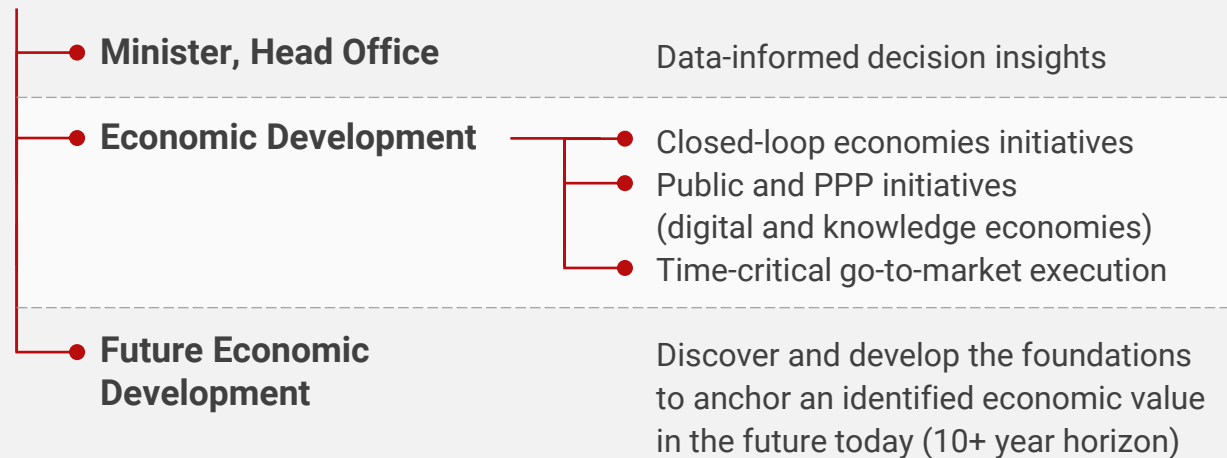 Minister, Head Office
Data-informed decision insights
Economic Development
Closed-loop economies initiatives
Public and PPP initiatives
(digital and knowledge economies)
Time-critical go-to-market execution
Future Economic
Development
Discover and develop the foundations
to anchor an identified economic value
in the future today (10+ year horizon)